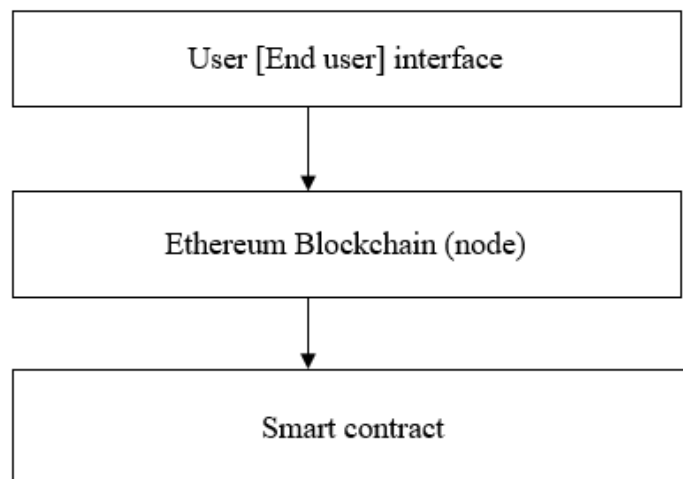 User [End user] interface
Ethereum Blockchain (node)
Smart contract